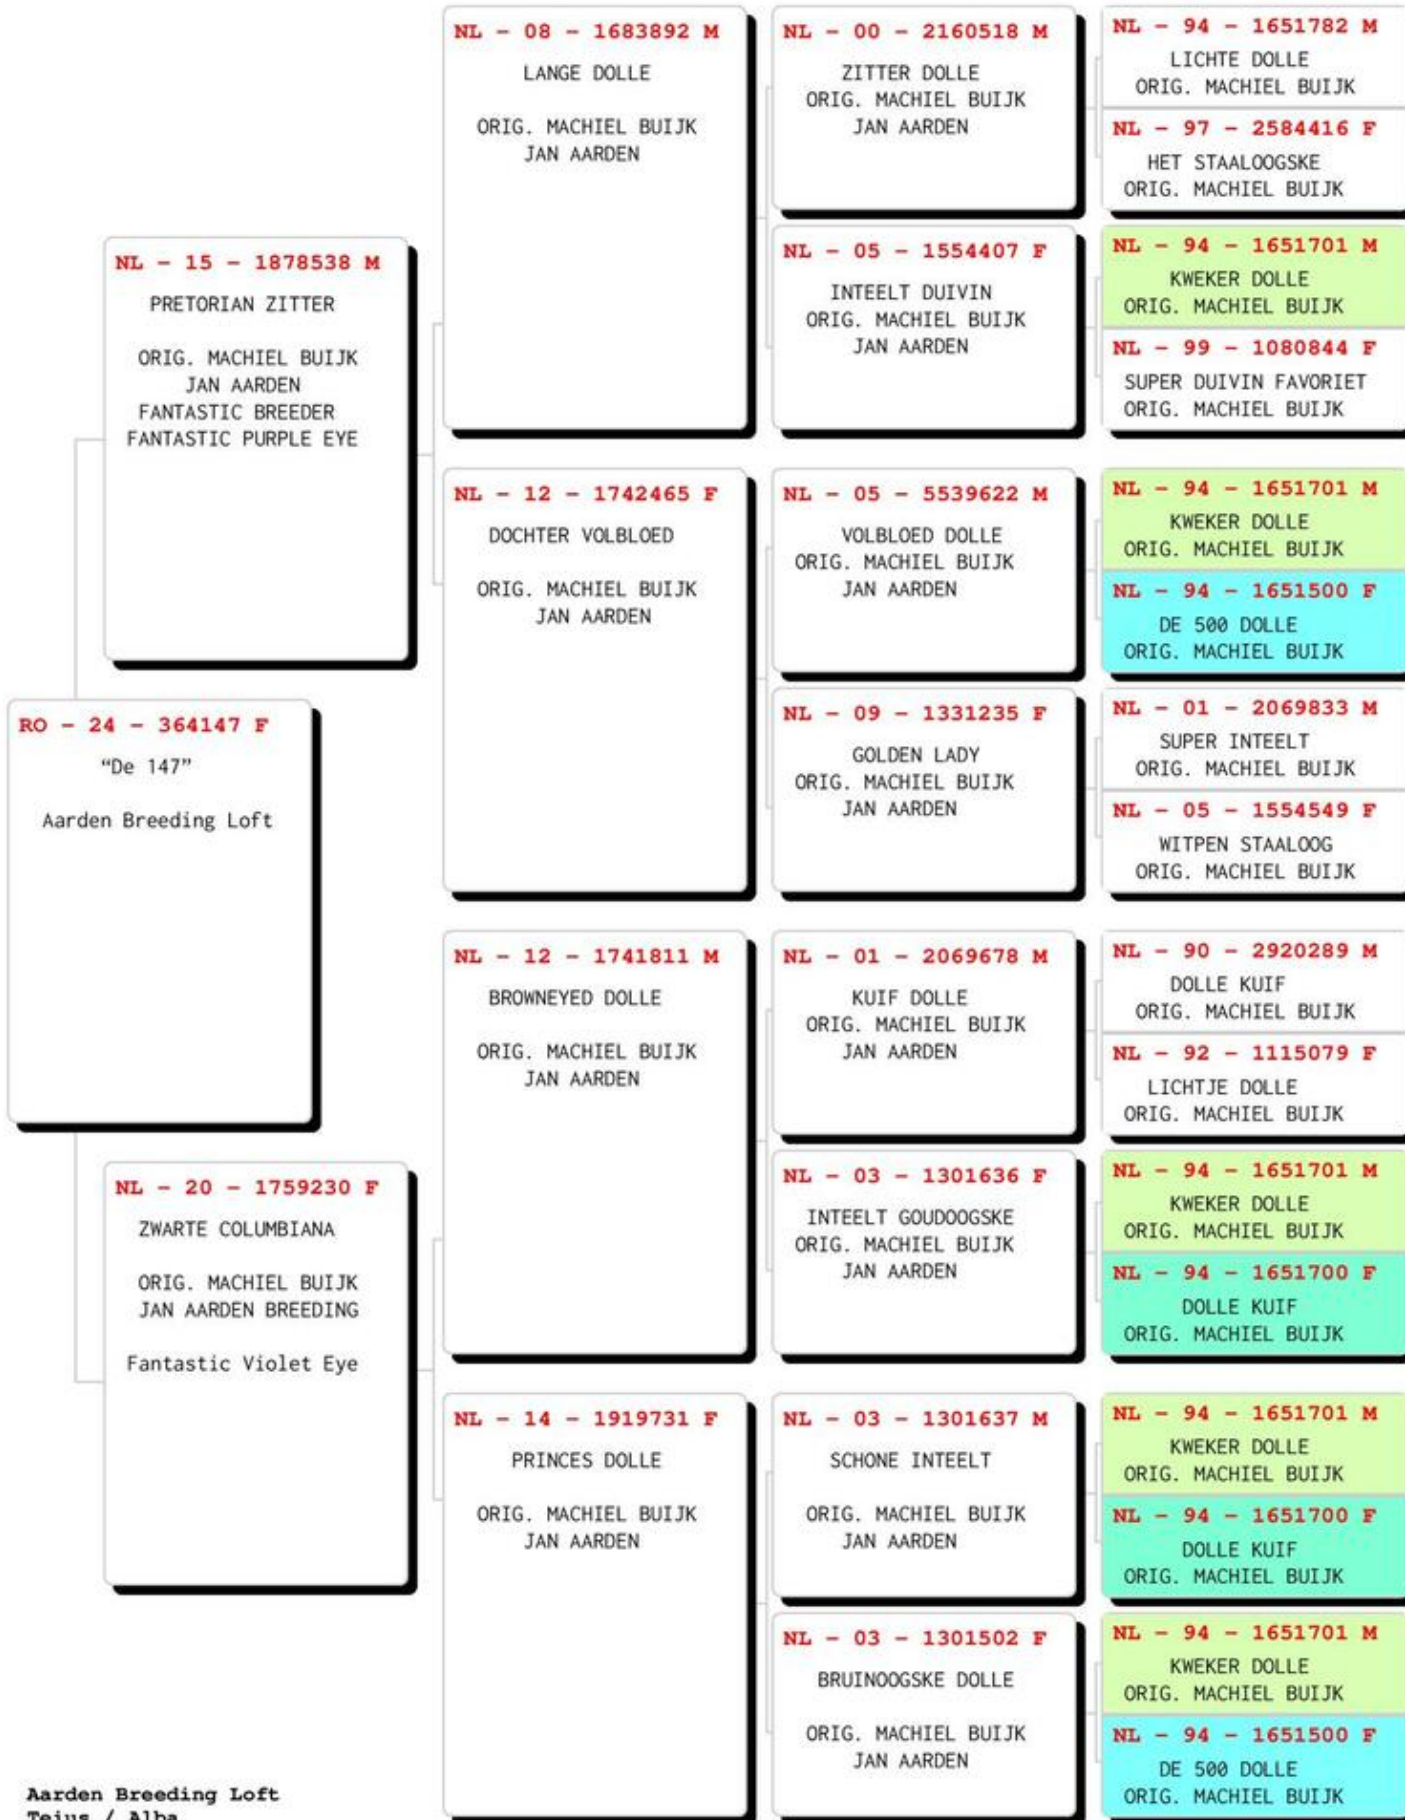 NL - 08 - 1683892 M
LANGE DOLLE
ORIG. MACHIEL BUIJK
JAN AARDEN
NL - 00 - 2160518 M
ZITTER DOLLE
ORIG. MACHIEL BUIJK
JAN AARDEN
NL - 94 - 1651782 M
LICHTE DOLLE
ORIG. MACHIEL BUIJK
NL - 97 - 2584416 F
HET STAALOOGSKE
ORIG. MACHIEL BUIJK
NL - 15 - 1878538 M
PRETORIAN ZITTER
ORIG. MACHIEL BUIJK
JAN AARDEN
FANTASTIC BREEDER
FANTASTIC PURPLE EYE
NL - 05 - 1554407 F
INTEELT DUIVIN
ORIG. MACHIEL BUIJK
JAN AARDEN
NL - 94 - 1651701 M
KWEKER DOLLE
ORIG. MACHIEL BUIJK
NL - 99 - 1080844 F
SUPER DUIVIN FAVORIET
ORIG. MACHIEL BUIJK
NL - 12 - 1742465 F
DOCHTER VOLBLOED
ORIG. MACHIEL BUIJK
JAN AARDEN
NL - 05 - 5539622 M
VOLBLOED DOLLE
ORIG. MACHIEL BUIJK
JAN AARDEN
NL - 94 - 1651701 M
KWEKER DOLLE
ORIG. MACHIEL BUIJK
NL - 94 - 1651500 F
DE 500 DOLLE
ORIG. MACHIEL BUIJK
RO - 24 - 364147 F
“De 147”
Aarden Breeding Loft
NL - 09 - 1331235 F
GOLDEN LADY
ORIG. MACHIEL BUIJK
JAN AARDEN
NL - 01 - 2069833 M
SUPER INTEELT
ORIG. MACHIEL BUIJK
NL - 05 - 1554549 F
WITPEN STAALOOG
ORIG. MACHIEL BUIJK
NL - 12 - 1741811 M
BROWNEYED DOLLE
ORIG. MACHIEL BUIJK
JAN AARDEN
NL - 01 - 2069678 M
KUIF DOLLE
ORIG. MACHIEL BUIJK
JAN AARDEN
NL - 90 - 2920289 M
DOLLE KUIF
ORIG. MACHIEL BUIJK
NL - 92 - 1115079 F
LICHTJE DOLLE
ORIG. MACHIEL BUIJK
NL - 20 - 1759230 F
ZWARTE COLUMBIANA
ORIG. MACHIEL BUIJK
JAN AARDEN BREEDING
Fantastic Violet Eye
NL - 03 - 1301636 F
INTEELT GOUDOOGSKE
ORIG. MACHIEL BUIJK
JAN AARDEN
NL - 94 - 1651701 M
KWEKER DOLLE
ORIG. MACHIEL BUIJK
NL - 94 - 1651700 F
DOLLE KUIF
ORIG. MACHIEL BUIJK
NL - 14 - 1919731 F
PRINCES DOLLE
ORIG. MACHIEL BUIJK
JAN AARDEN
NL - 03 - 1301637 M
SCHONE INTEELT
ORIG. MACHIEL BUIJK
JAN AARDEN
NL - 94 - 1651701 M
KWEKER DOLLE
ORIG. MACHIEL BUIJK
NL - 94 - 1651700 F
DOLLE KUIF
ORIG. MACHIEL BUIJK
NL - 03 - 1301502 F
BRUINOOGSKE DOLLE
ORIG. MACHIEL BUIJK
JAN AARDEN
NL - 94 - 1651701 M
KWEKER DOLLE
ORIG. MACHIEL BUIJK
NL - 94 - 1651500 F
DE 500 DOLLE
ORIG. MACHIEL BUIJK
Aarden Breeding Loft
Teius / Alba